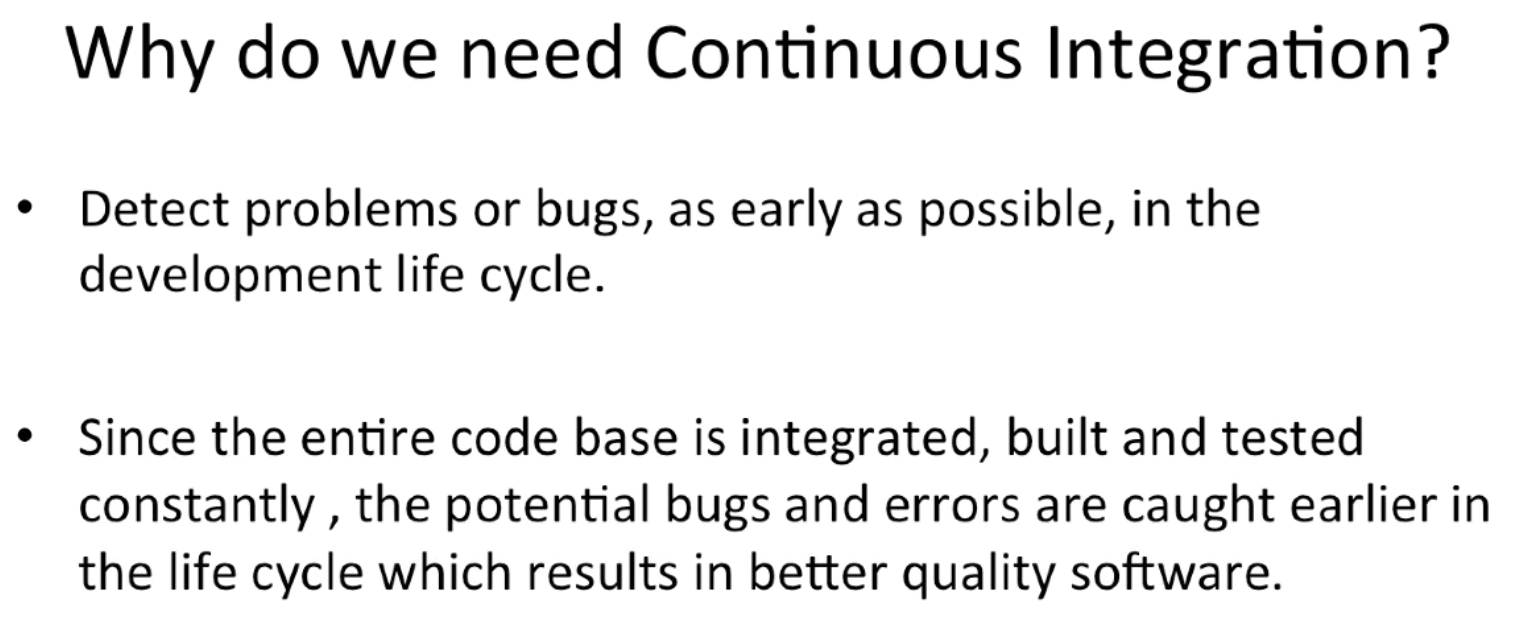 Why do we need Continuous Integration?
• Detect problems or bugs, as early as possible, in the
development life cycle.
• Since the entire code base is integrated, built and tested
constantly , the potential bugs and errors are caught earlier in
the life cycle which results in better quality software.